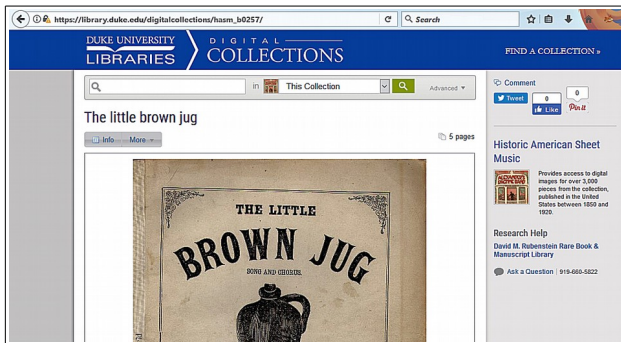 https://library.duke.edu/digitalcollections/hasm_b0257/
Search
DUKE UNIVERSITY
LIBRARIES
DIGITAL
COLLECTIONS
FIND A COLLECTION »
in
This Collection
Advanced
The little brown jug
Info
More
5 pages
THE LITTLE
BROWN JUG
SONG AND CHORUS.
Comment
Tweet
0
Like
0
Pin it
Historic American Sheet
Music
Provides access to digital
images for over 3,000
pieces from the collection,
published in the United
States between 1850 and
1920.
Research Help
David M. Rubenstein Rare Book &
Manuscript Library
Ask a Question
919-660-5822